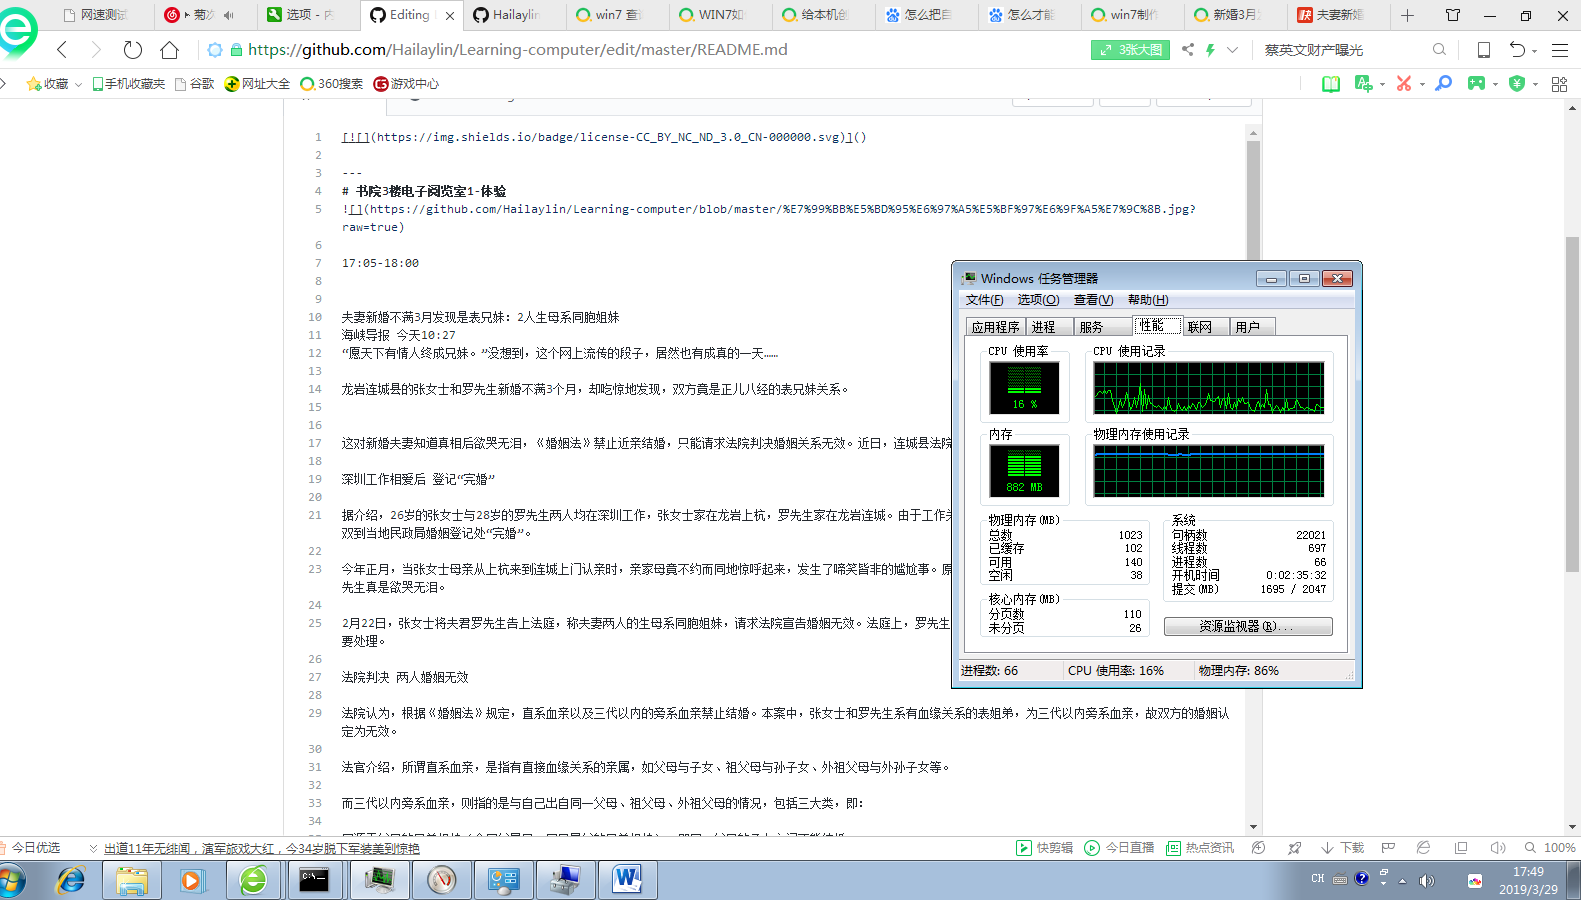 网速测试
菊次
选项 - 内
Editing
Hailaylin
win7 查
WIN7如
给本机创
怎么把自
怎么才能
win7制作
新婚3月
夫妻新婚
https://github.com/Hailaylin/Learning-computer/edit/master/README.md
3张大图
蔡英文财产曝光
收藏 手机收藏夹 谷歌 网址大全 360搜索 游戏中心
1 [![](https://img.shields.io/badge/license-CC_BY_NC_ND_3.0_CN-000000.svg)]()
2
3 ---
4 # 书院3楼电子阅览室1-体验
5 ![](https://github.com/Hailaylin/Learning-computer/blob/master/%E7%99%BB%E5%BD%95%E6%97%A5%E5%BF%97%E6%9F%A5%E7%9C%8B.jpg?
raw=true)
6
7 17:05-18:00
8
9
10 夫妻新婚不满3月发现是表兄妹：2人生母系同胞姐妹
11 海峡导报 今天10:27
12 “愿天下有情人终成兄妹。”没想到，这个网上流传的段子，居然也有成真的一天……
13
14 龙岩连城县的张女士和罗先生新婚不满3个月，却吃惊地发现，双方竟是正儿八经的表兄妹关系。
15
16
17 这对新婚夫妻知道真相后欲哭无泪，《婚姻法》禁止近亲结婚，只能请求法院判决婚姻关系无效。近日，连城县法院
18
19 深圳工作相爱后 登记“完婚”
20
21 据介绍，26岁的张女士与28岁的罗先生两人均在深圳工作，张女士家在龙岩上杭，罗先生家在龙岩连城。由于工作关
双到当地民政局婚姻登记处“完婚”。
22
23 今年正月，当张女士母亲从上杭来到连城上门认亲时，亲家母竟不约而同地惊呼起来，发生了啼笑皆非的尴尬事。原
先生真是欲哭无泪。
24
25 2月22日，张女士将夫君罗先生告上法庭，称夫妻两人的生母系同胞姐妹，请求法院宣告婚姻无效。法庭上，罗先生
要处理。
26
27 法院判决 两人婚姻无效
28
29 法院认为，根据《婚姻法》规定，直系血亲以及三代以内的旁系血亲禁止结婚。本案中，张女士和罗先生系有血缘关系的表姐弟，为三代以内旁系血亲，故双方的婚姻认
定为无效。
30
31 法官介绍，所谓直系血亲，是指有直接血缘关系的亲属，如父母与子女、祖父母与孙子女、外祖父母与外孙子女等。
32
33 而三代以内旁系血亲，则指的是与自己出自同一父母、祖父母、外祖父母的情况，包括三大类，即：
34
Windows 任务管理器
文件(F) 选项(O) 查看(V) 帮助(H)
应用程序 进程 服务 性能 联网 用户
CPU 使用率 CPU 使用记录
16 %
内存 物理内存使用记录
882 MB
物理内存(MB)
总数 1023
已缓存 102
可用 140
空闲 38
核心内存(MB)
分页数 110
未分页 26
系统
句柄数 22021
线程数 697
进程数 66
开机时间 0:02:35:32
提交(MB) 1695 / 2047
资源监视器(R)...
进程数: 66 CPU 使用率: 16% 物理内存: 86%
今日优选 出道11年无绯闻，演军旅戏大红，今34岁脱下军装美到惊艳
快剪辑 今日直播 热点资讯 下载 100%
CH
17:49
2019/3/29